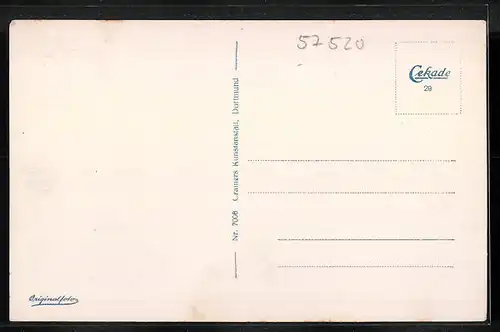 57520
Cekade
29
Nr. 7008 Cramers Kunstanstalt, Dortmund
Originalfoto